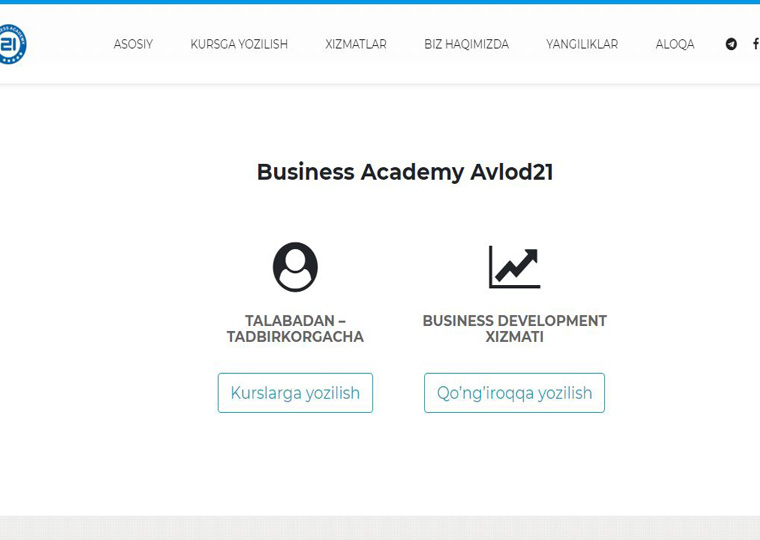 21
ASOSIY KURSGA YOZILISH XIZMATLAR BIZ HAQIMIZDA YANGILIKLAR ALOQA
Business Academy Avlod21
TALABADAN –
TADBIRKORGACHA
BUSINESS DEVELOPMENT
XIZMATI
Kurslarga yozilish
Qo'ng'iroqqa yozilish